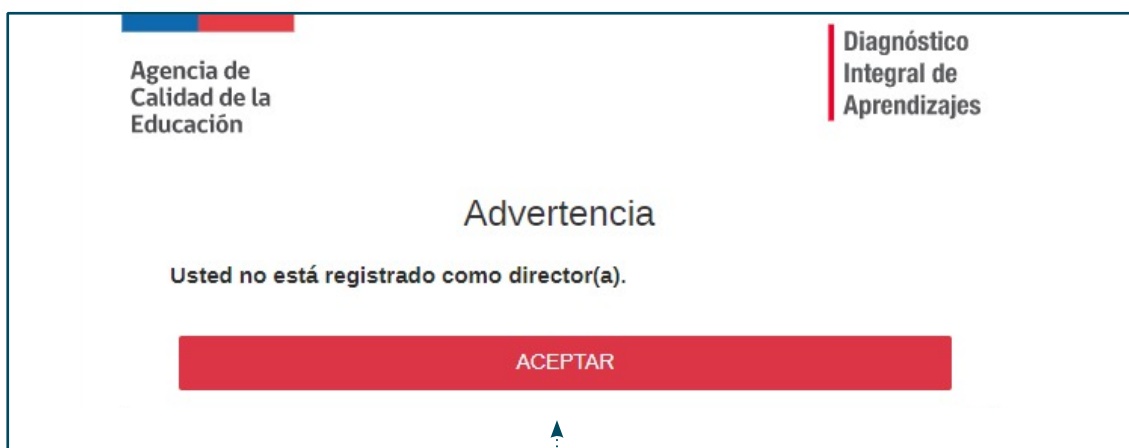 Agencia de
Calidad de la
Educación
Diagnóstico
Integral de
Aprendizajes
Advertencia
Usted no está registrado como director(a).
ACEPTAR